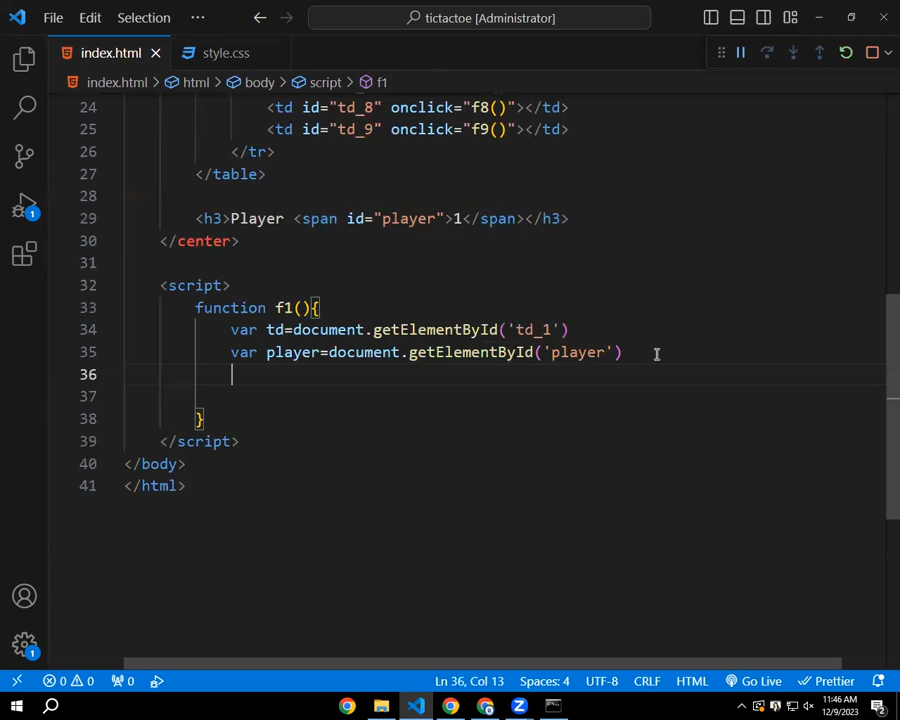 File Edit Selection ··· tictactoe [Administrator]
index.html style.css
index.html > html > body > script > f1
24 <td id="td_8" onclick="f8()"></td>
25 <td id="td_9" onclick="f9()"></td>
26 </tr>
27 </table>
28
29 <h3>Player <span id="player">1</span></h3>
30 </center>
31
32 <script>
33 function f1(){
34 var td=document.getElementById('td_1')
35 var player=document.getElementById('player')
36
37
38 }
39 </script>
40 </body>
41 </html>
1
1
0 0 0 Ln 36, Col 13 Spaces: 4 UTF-8 CRLF HTML Go Live Prettier
11:46 AM
12/9/2023
2